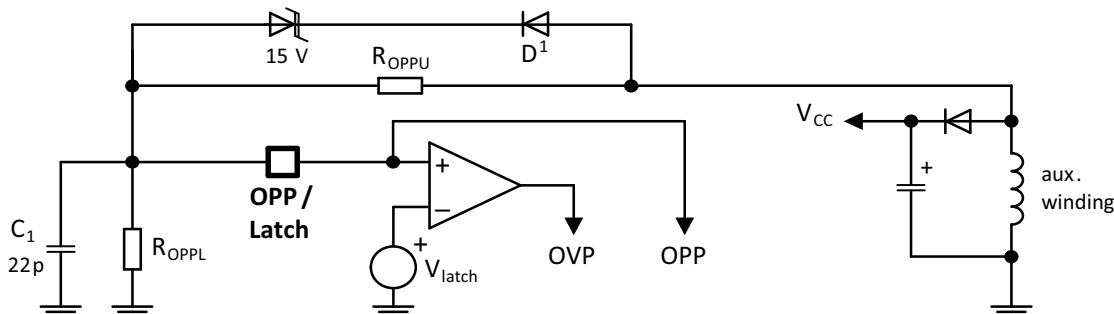 15 V
D1
ROPPU
VCC
+
+
OPP /
Latch
–
aux.
winding
C1
22p
ROPPL
+
Vlatch
OVP
OPP